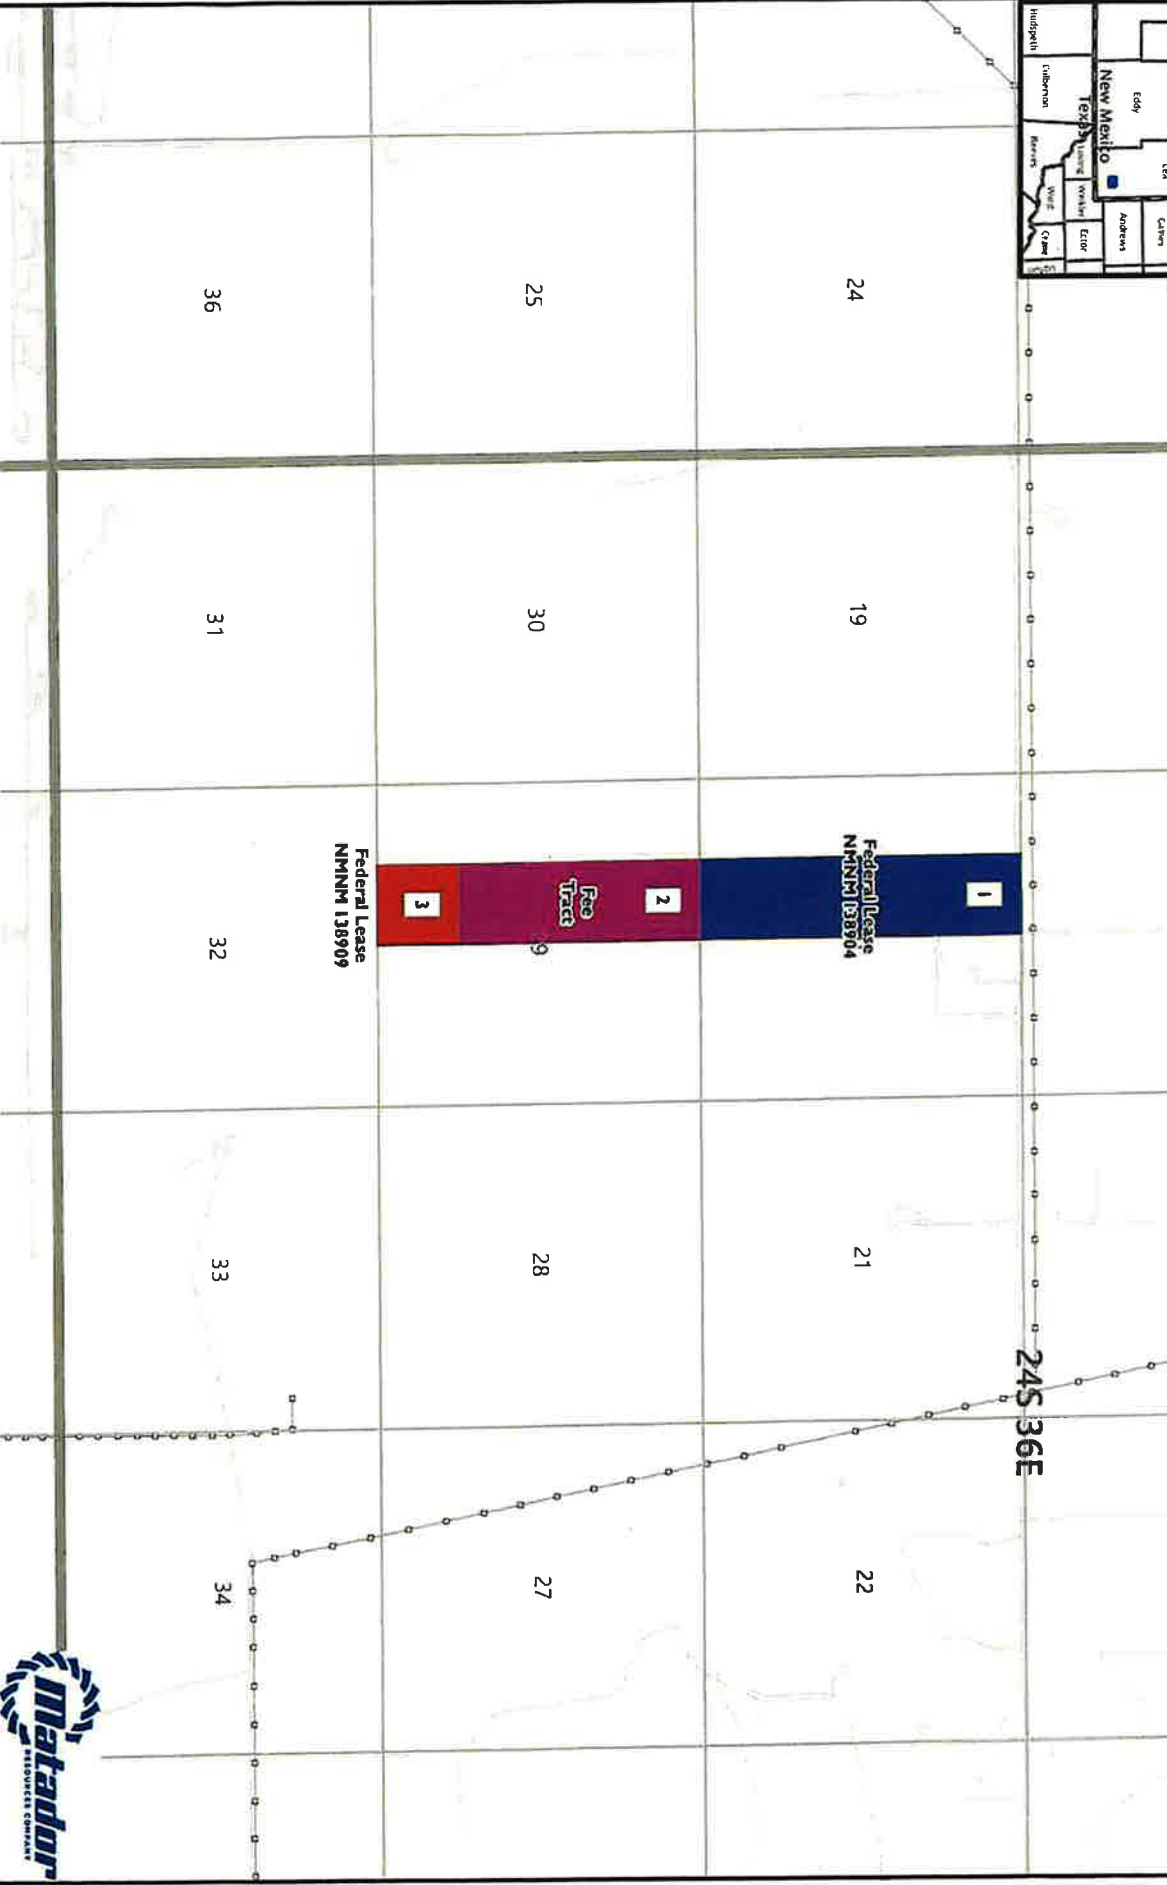 Eddy
Lea
Gaines
New Mexico
Andrews
Texas
Loving
Winkler
Ector
Hudspeth
Culberson
Reeves
Ward
Crane
24S 36E
24
19
21
22
1
Federal Lease
NMNM 138904
25
30
2
Fee
Tract
9
28
27
3
Federal Lease
NMNM 138909
36
31
32
33
34
Matador
RESOURCES COMPANY